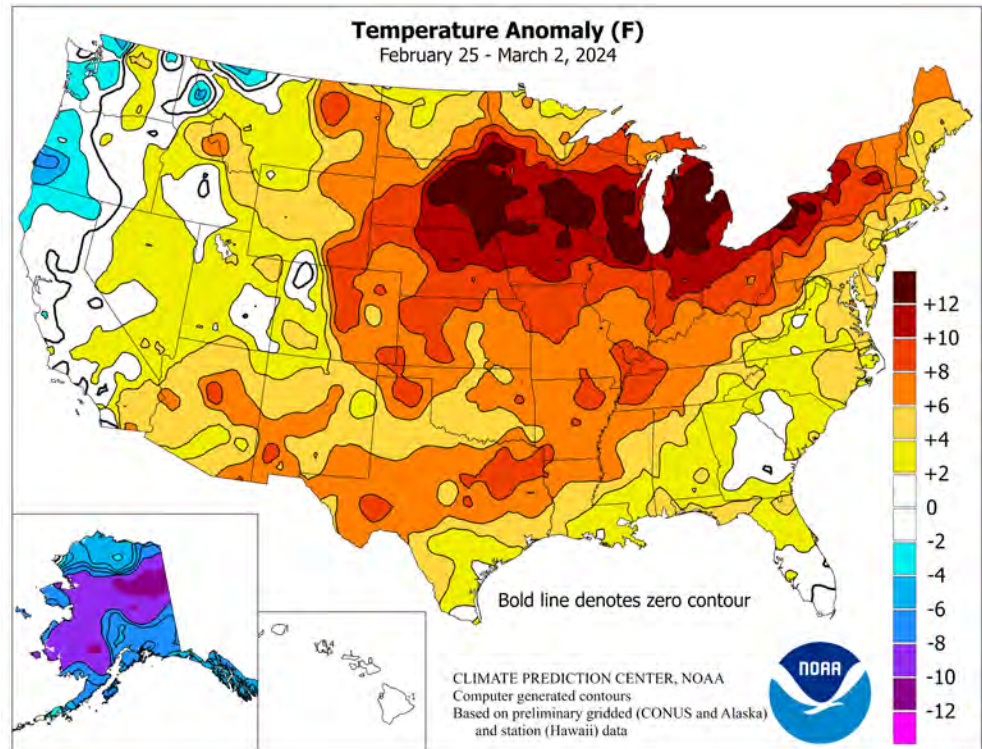 Temperature Anomaly (F)
February 25 - March 2, 2024
+12
+10
+8
+6
+4
+2
0
-2
-4
-6
-8
-10
-12
Bold line denotes zero contour
CLIMATE PREDICTION CENTER, NOAA
Computer generated contours
Based on preliminary gridded (CONUS and Alaska)
and station (Hawaii) data
NOAA